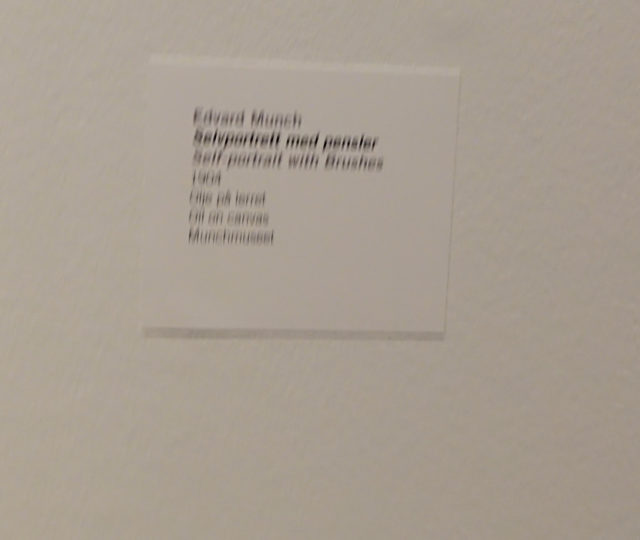 Edvard Munch
Selvportrett med pensler
Self-portrait with Brushes
1904
Olje på lerret
Oil on canvas
Munchmuseet